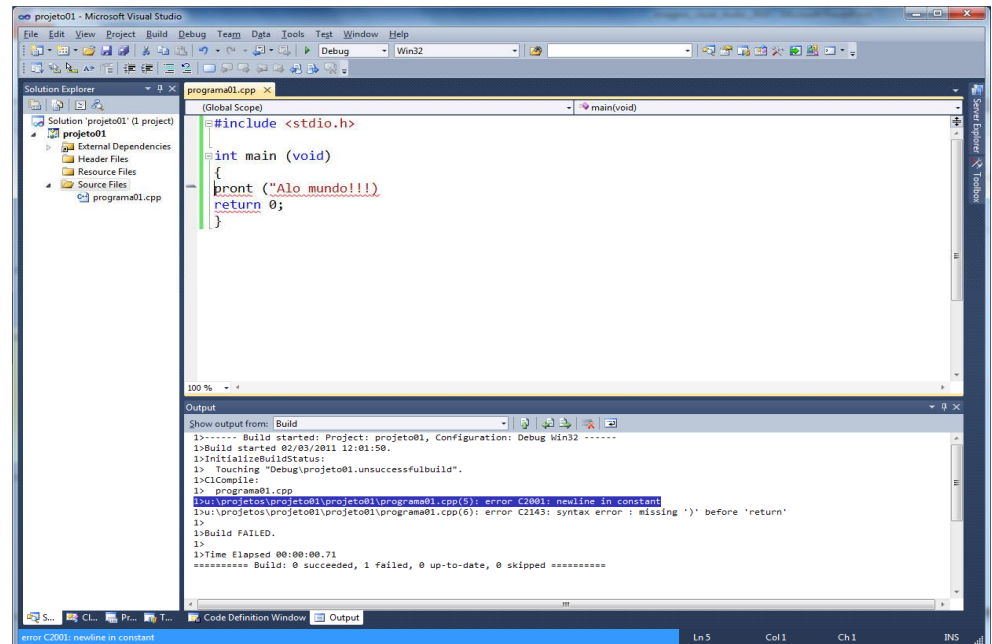 projeto01 - Microsoft Visual Studio
File Edit View Project Build Debug Team Data Tools Test Window Help
Debug Win32
Solution Explorer
programa01.cpp
Solution 'projeto01' (1 project)
projeto01
External Dependencies
Header Files
Resource Files
Source Files
programa01.cpp
(Global Scope) main(void)
#include <stdio.h>
int main (void)
{
pront ("Alo mundo!!!)
return 0;
}
100 %
Server Explorer
Toolbox
Output
Show output from: Build
1>------ Build started: Project: projeto01, Configuration: Debug Win32 ------
1>Build started 02/03/2011 12:01:50.
1>InitializeBuildStatus:
1> Touching "Debug\projeto01.unsuccessfulbuild".
1>ClCompile:
1> programa01.cpp
1>u:\projetos\projeto01\projeto01\programa01.cpp(5): error C2001: newline in constant
1>u:\projetos\projeto01\projeto01\programa01.cpp(6): error C2143: syntax error : missing ')' before 'return'
1>
1>Build FAILED.
1>
1>Time Elapsed 00:00:00.71
========== Build: 0 succeeded, 1 failed, 0 up-to-date, 0 skipped ==========
S... Cl... Pr... T... Code Definition Window Output
error C2001: newline in constant Ln 5 Col 1 Ch 1 INS